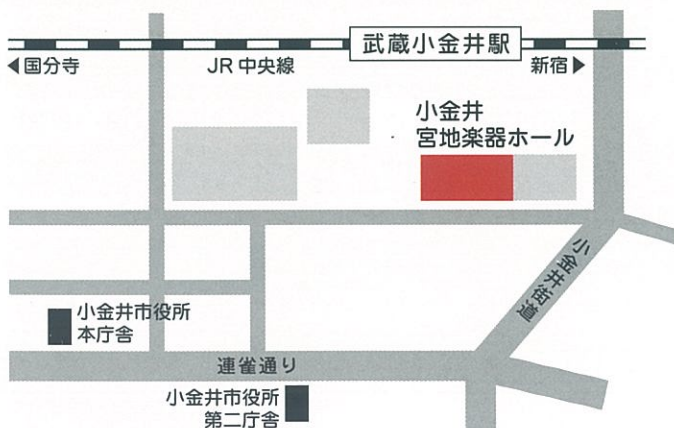 武蔵小金井駅
◀国分寺
JR中央線
新宿▶
小金井
宮地楽器ホール
小金井街道
小金井市役所
本庁舎
連雀通り
小金井市役所
第二庁舎